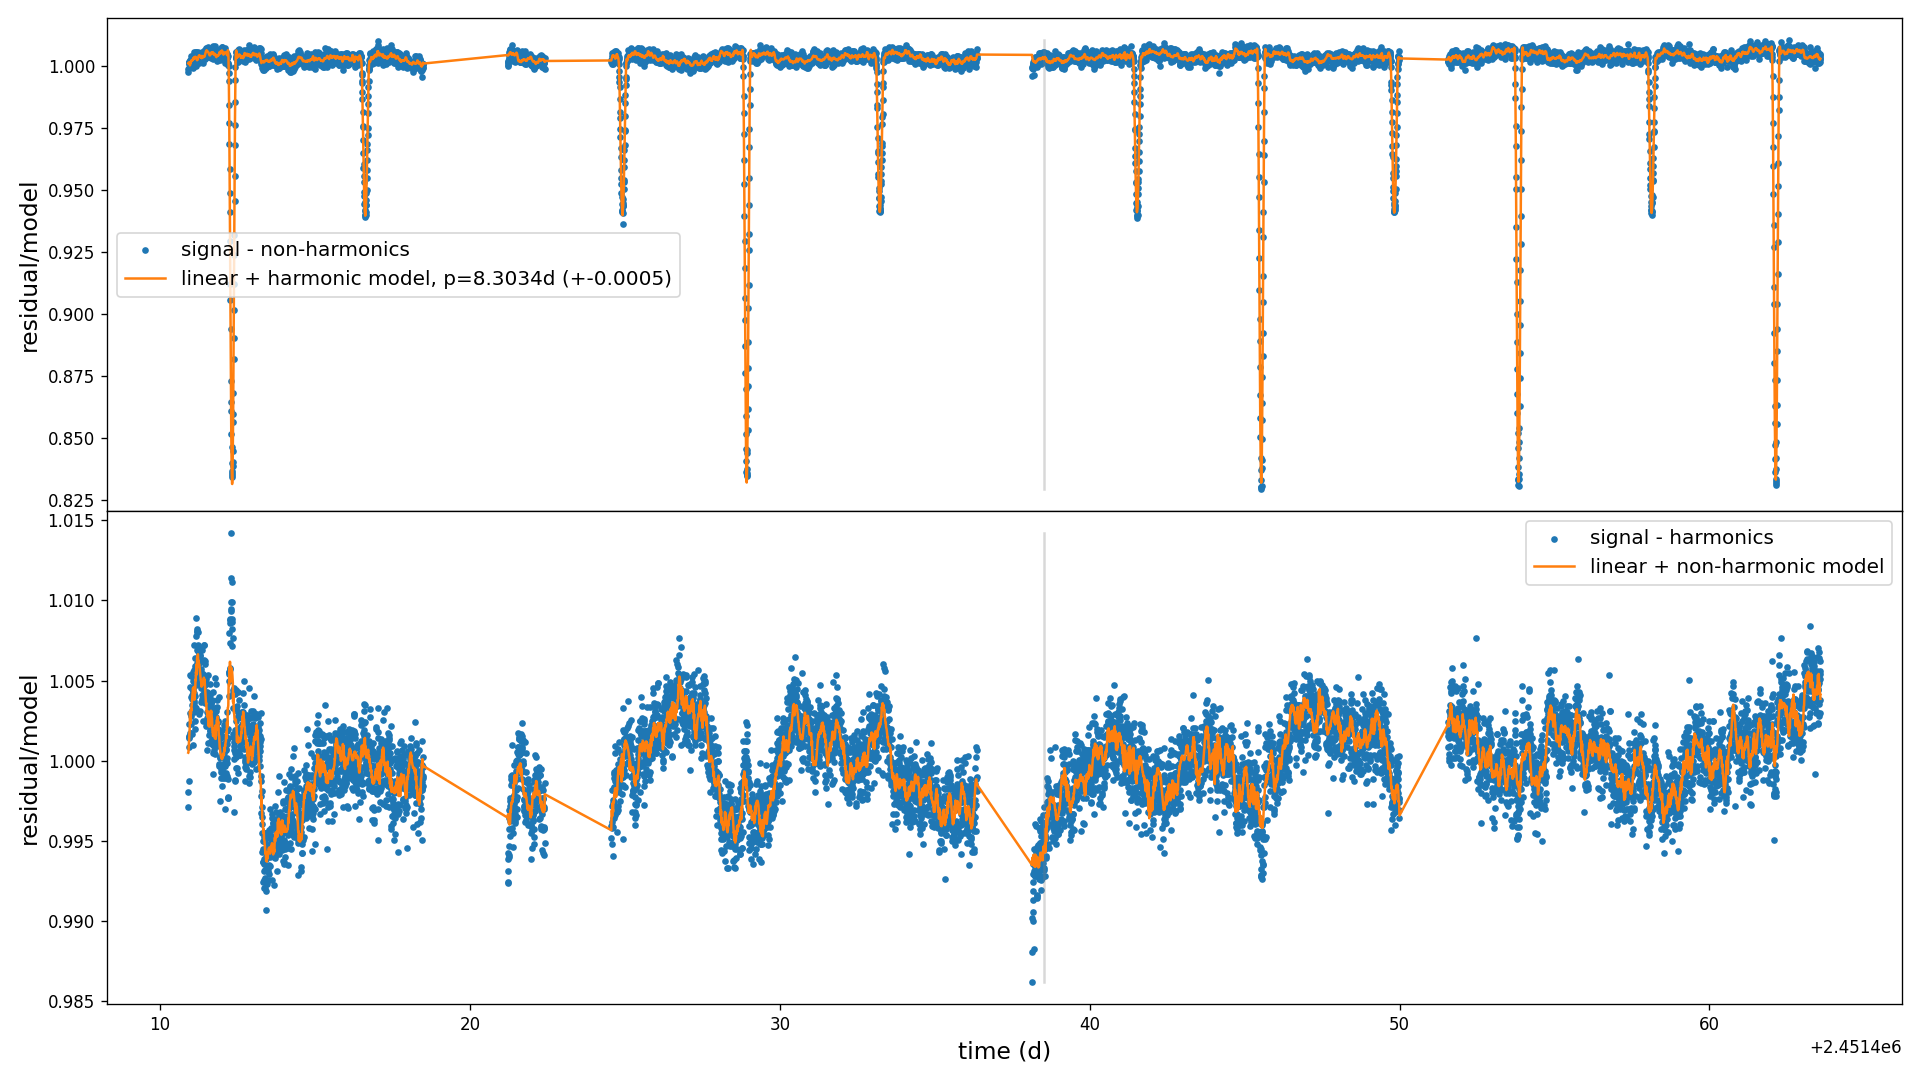 1.000
0.975
0.950
0.925
0.900
0.875
0.850
0.825
residual/model
signal - non-harmonics
linear + harmonic model, p=8.3034d (+-0.0005)
1.015
1.010
1.005
1.000
0.995
0.990
0.985
residual/model
signal - harmonics
linear + non-harmonic model
10 20 30 40 50 60
time (d)
+2.4514e6